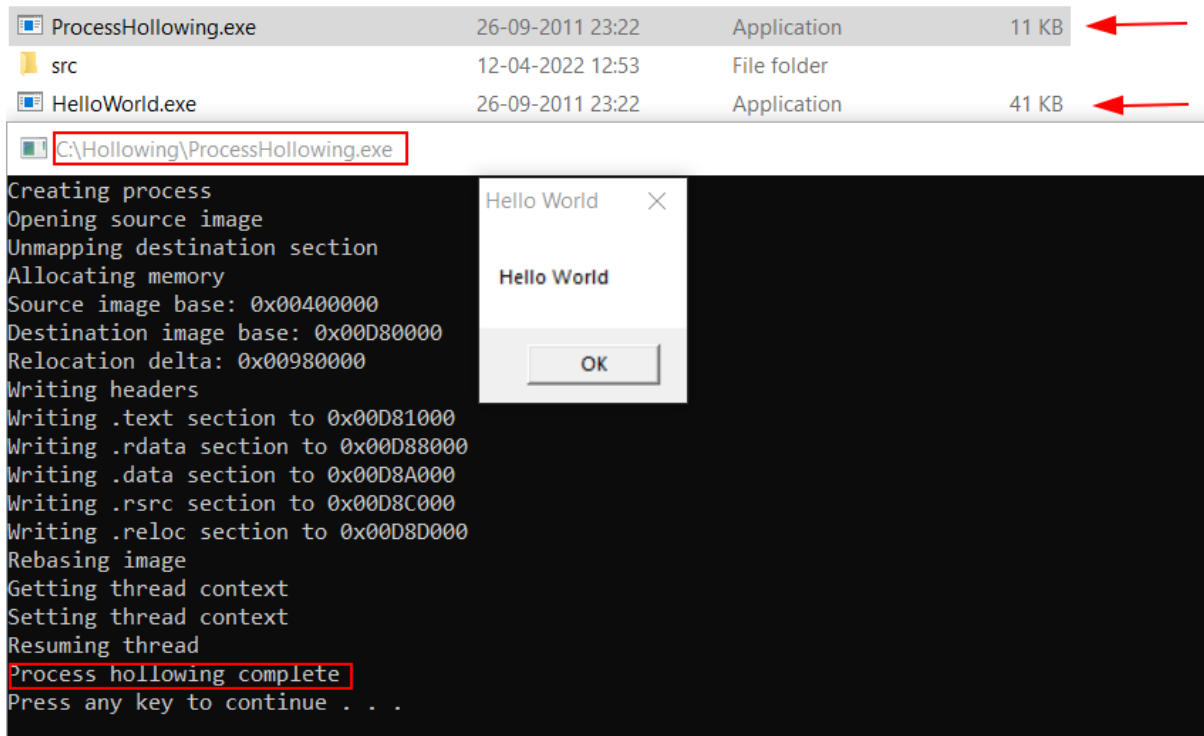 ProcessHollowing.exe 26-09-2011 23:22 Application 11 KB
src 12-04-2022 12:53 File folder
HelloWorld.exe 26-09-2011 23:22 Application 41 KB
C:\Hollowing\ProcessHollowing.exe
Creating process
Opening source image
Unmapping destination section
Allocating memory
Source image base: 0x00400000
Destination image base: 0x00D80000
Relocation delta: 0x00980000
Writing headers
Writing .text section to 0x00D81000
Writing .rdata section to 0x00D88000
Writing .data section to 0x00D8A000
Writing .rsrc section to 0x00D8C000
Writing .reloc section to 0x00D8D000
Rebasing image
Getting thread context
Setting thread context
Resuming thread
Process hollowing complete
Press any key to continue . . .
Hello World
Hello World
OK